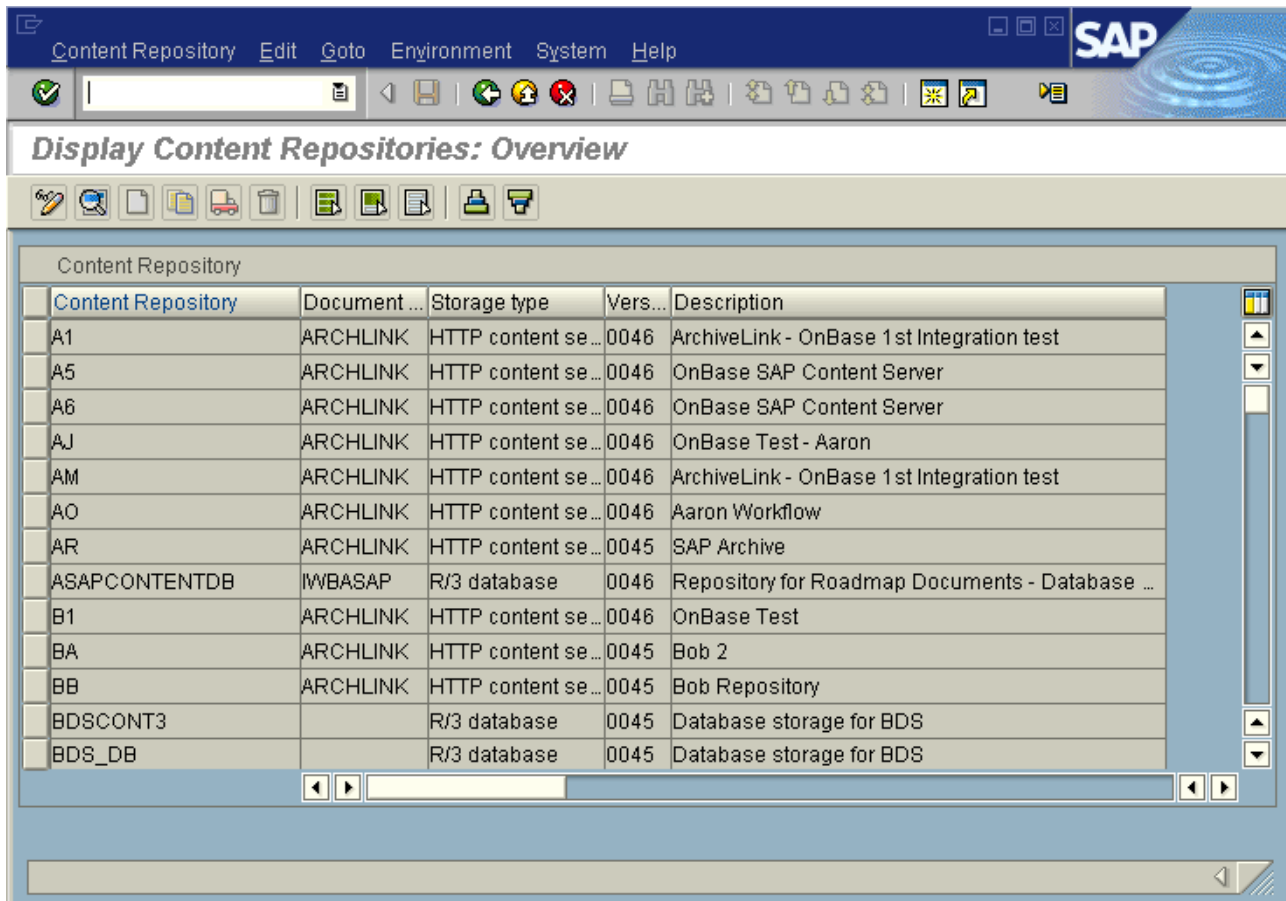 Content Repository Edit Goto Environment System Help
SAP
Display Content Repositories: Overview
Content Repository
Content Repository Document ... Storage type Vers... Description
A1 ARCHLINK HTTP content se... 0046 ArchiveLink - OnBase 1st Integration test
A5 ARCHLINK HTTP content se... 0046 OnBase SAP Content Server
A6 ARCHLINK HTTP content se... 0046 OnBase SAP Content Server
AJ ARCHLINK HTTP content se... 0046 OnBase Test - Aaron
AM ARCHLINK HTTP content se... 0046 ArchiveLink - OnBase 1st Integration test
AO ARCHLINK HTTP content se... 0046 Aaron Workflow
AR ARCHLINK HTTP content se... 0045 SAP Archive
ASAPCONTENTDB IWBASAP R/3 database 0046 Repository for Roadmap Documents - Database ...
B1 ARCHLINK HTTP content se... 0046 OnBase Test
BA ARCHLINK HTTP content se... 0045 Bob 2
BB ARCHLINK HTTP content se... 0045 Bob Repository
BDSCONT3 R/3 database 0045 Database storage for BDS
BDS_DB R/3 database 0045 Database storage for BDS